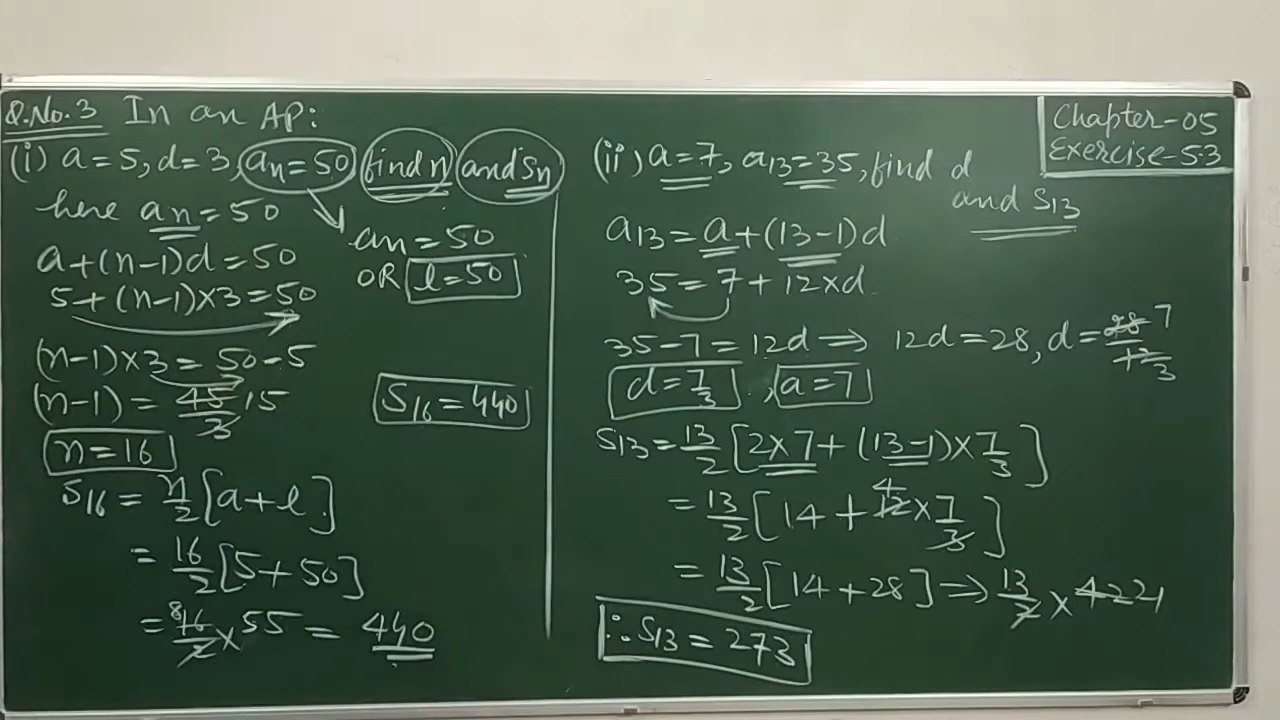 Q.No.3 In an AP:
(i) a=5, d=3, an=50 find n and Sn
here an=50
a+(n-1)d=50
5+(n-1)×3=50
(n-1)×3=50-5
(n-1)=45/3 15
n=16
S16=n/2[a+l]
=16/2[5+50]
=8 16/2×55=440
an=50
OR l=50
S16=440
Chapter-05
Exercise-5.3
(ii) a=7, a13=35, find d
and S13
a13=a+(13-1)d
35=7+12×d
35-7=12d⇒ 12d=28, d=28/12 7/3
d=7/3, a=7
S13=13/2[2×7+(13-1)×7/3]
=13/2[14+12 4×7/3]
=13/2[14+28]⇒13/2×42 21
∴S13=273